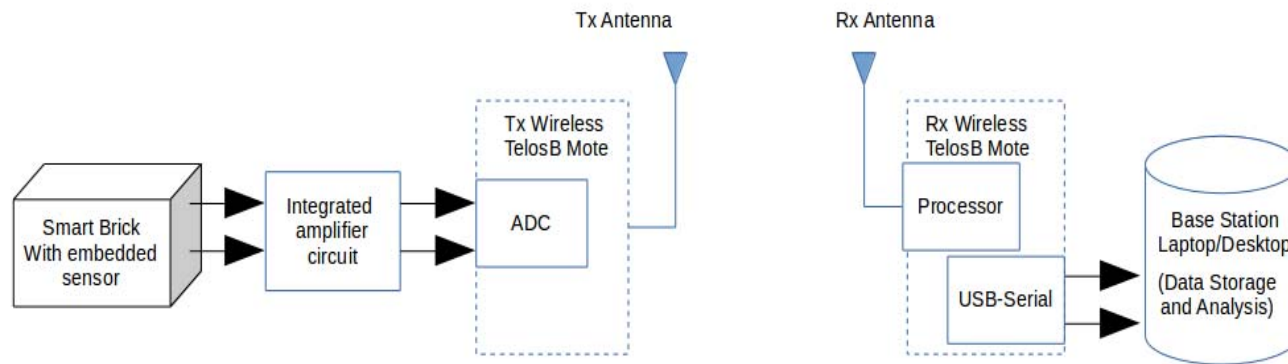 Tx Antenna
Rx Antenna
Tx Wireless
TelosB Mote
Rx Wireless
TelosB Mote
Smart Brick
With embedded
sensor
Integrated
amplifier
circuit
ADC
Processor
USB-Serial
Base Station
Laptop/Desktop
(Data Storage
and Analysis)